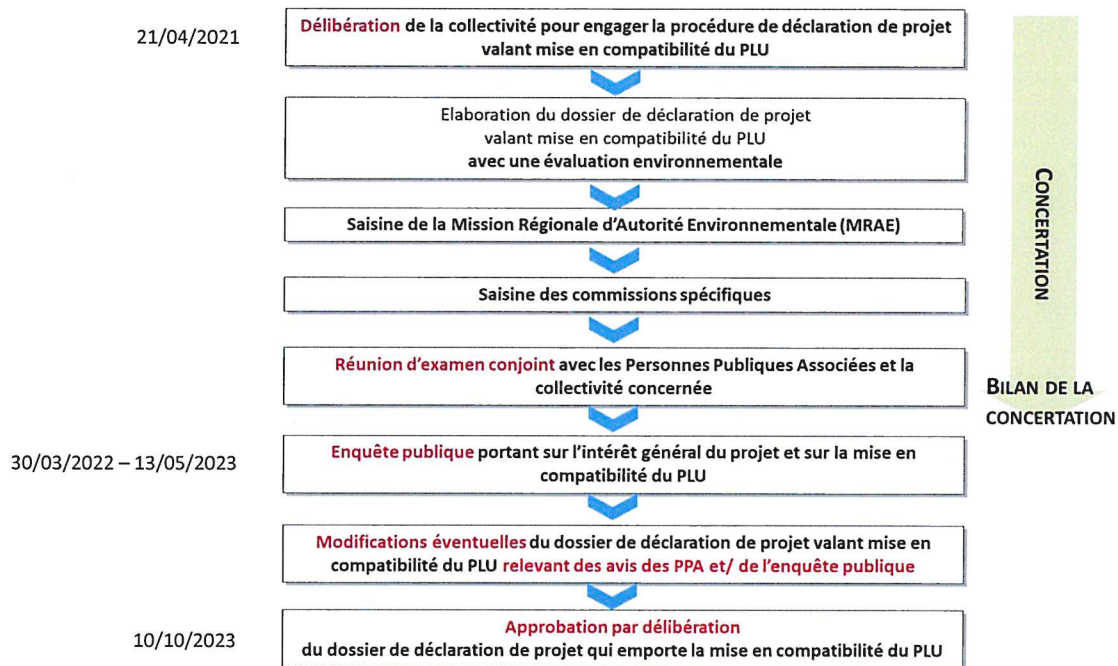 21/04/2021
Délibération de la collectivité pour engager la procédure de déclaration de projet
valant mise en compatibilité du PLU
Elaboration du dossier de déclaration de projet
valant mise en compatibilité du PLU
avec une évaluation environnementale
Saisine de la Mission Régionale d'Autorité Environnementale (MRAE)
Saisine des commissions spécifiques
Réunion d'examen conjoint avec les Personnes Publiques Associées et la
collectivité concernée
CONCERTATION
BILAN DE LA
CONCERTATION
30/03/2022 – 13/05/2023
Enquête publique portant sur l'intérêt général du projet et sur la mise en
compatibilité du PLU
Modifications éventuelles du dossier de déclaration de projet valant mise en
compatibilité du PLU relevant des avis des PPA et/ de l'enquête publique
10/10/2023
Approbation par délibération
du dossier de déclaration de projet qui emporte la mise en compatibilité du PLU